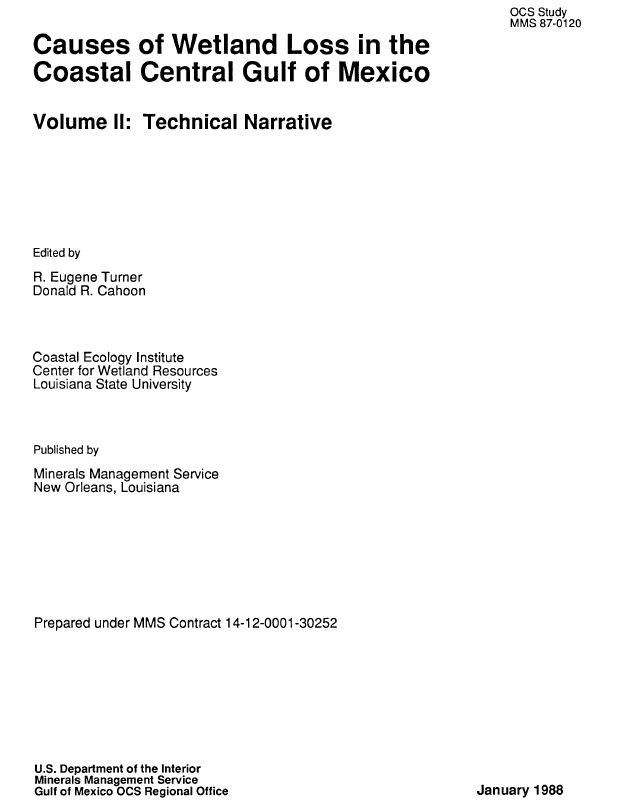 OCS Study
MMS 87-0120
Causes of Wetland Loss in the
Coastal Central Gulf of Mexico
Volume II: Technical Narrative
Edited by
R. Eugene Turner
Donald R. Cahoon
Coastal Ecology Institute
Center for Wetland Resources
Louisiana State University
Published by
Minerals Management Service
New Orleans, Louisiana
Prepared under MMS Contract 14-12-0001-30252
U.S. Department of the Interior
Minerals Management Service
Gulf of Mexico OCS Regional Office
January 1988